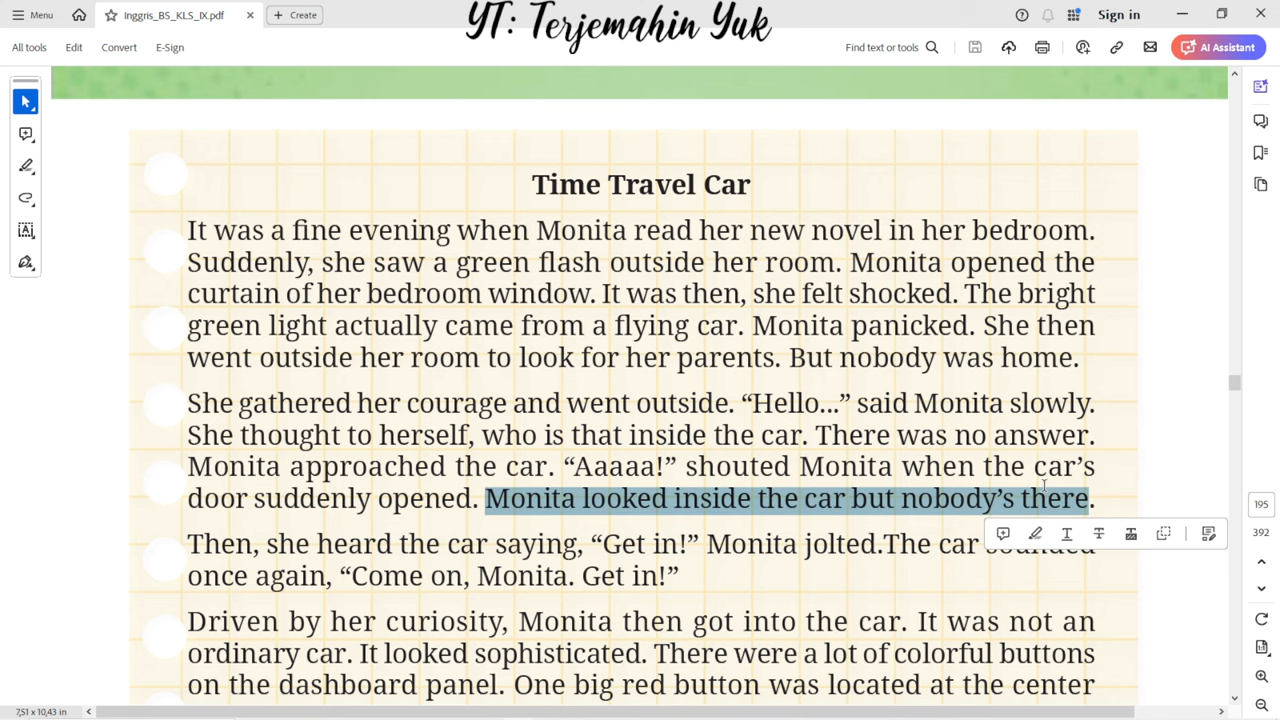 Menu
Inggris_BS_KLS_IX.pdf
Create
YT: Terjemahin Yuk
Sign in
All tools
Edit
Convert
E-Sign
Find text or tools
AI Assistant
Time Travel Car
It was a fine evening when Monita read her new novel in her bedroom.
Suddenly, she saw a green flash outside her room. Monita opened the
curtain of her bedroom window. It was then, she felt shocked. The bright
green light actually came from a flying car. Monita panicked. She then
went outside her room to look for her parents. But nobody was home.
She gathered her courage and went outside. “Hello...” said Monita slowly.
She thought to herself, who is that inside the car. There was no answer.
Monita approached the car. “Aaaaa!” shouted Monita when the car’s
door suddenly opened. Monita looked inside the car but nobody’s there.
Then, she heard the car saying, “Get in!” Monita jolted.The car
once again, “Come on, Monita. Get in!”
Driven by her curiosity, Monita then got into the car. It was not an
ordinary car. It looked sophisticated. There were a lot of colorful buttons
on the dashboard panel. One big red button was located at the center
195
392
7,51 x 10,43 in